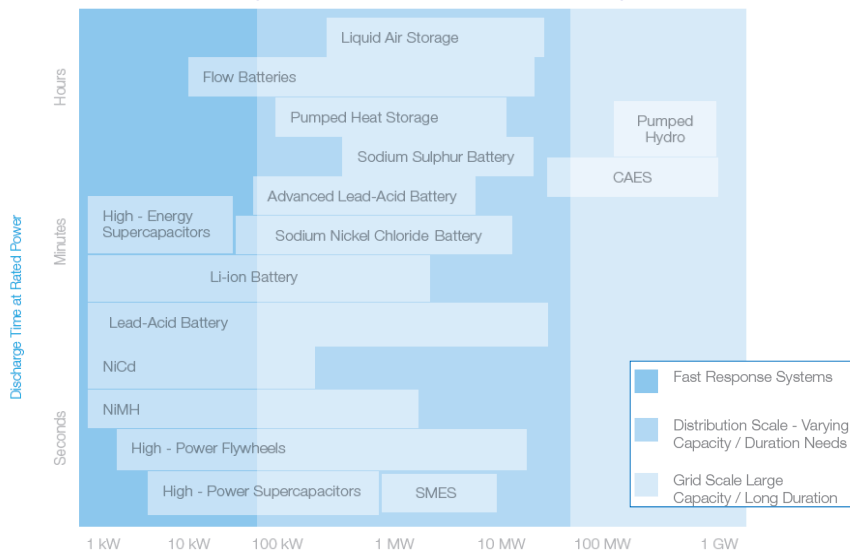 Liquid Air Storage
Flow Batteries
Hours
Pumped Heat Storage
Pumped
Hydro
Sodium Sulphur Battery
CAES
Advanced Lead-Acid Battery
High - Energy
Supercapacitors
Sodium Nickel Chloride Battery
Minutes
Discharge Time at Rated Power
Li-ion Battery
Lead-Acid Battery
NiCd
NiMH
Seconds
High - Power Flywheels
High - Power Supercapacitors
SMES
Fast Response Systems
Distribution Scale - Varying
Capacity / Duration Needs
Grid Scale Large
Capacity / Long Duration
1 kW 10 kW 100 kW 1 MW 10 MW 100 MW 1 GW